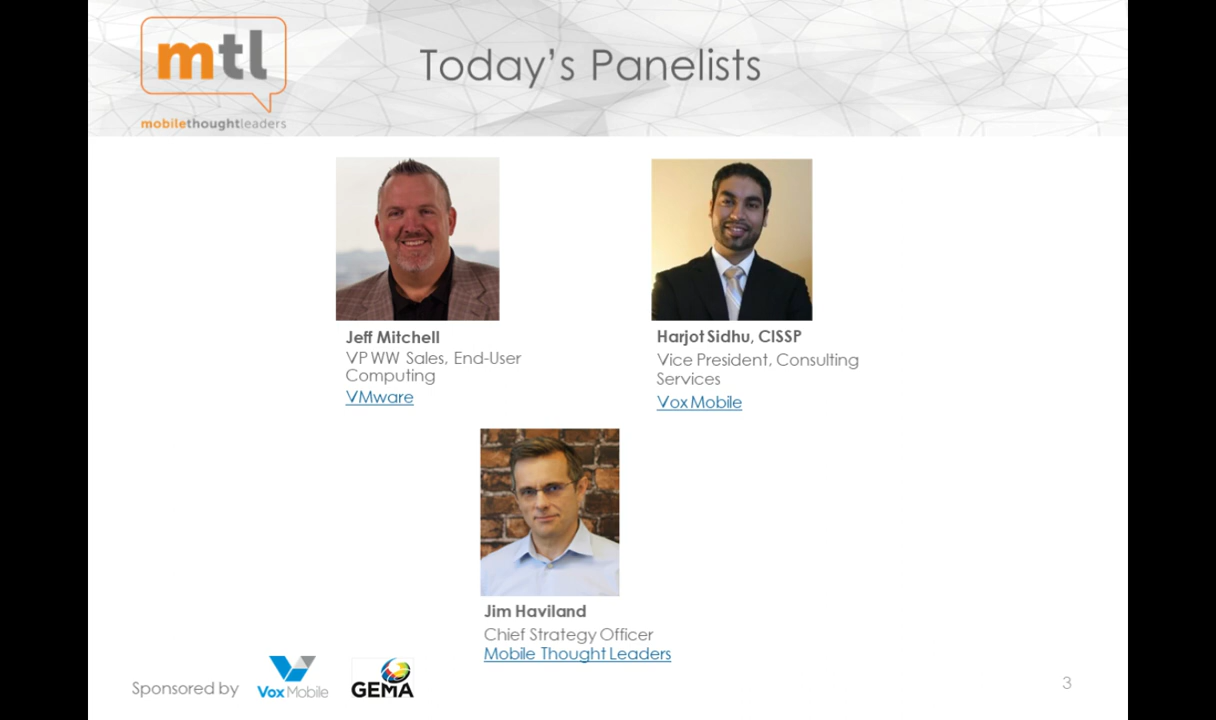 mtl
mobilethoughtleaders
Today's Panelists
Jeff Mitchell
VP WW Sales, End-User
Computing
VMware
Harjot Sidhu, CISSP
Vice President, Consulting
Services
Vox Mobile
Jim Haviland
Chief Strategy Officer
Mobile Thought Leaders
Sponsored by
Vox Mobile
GEMA
3